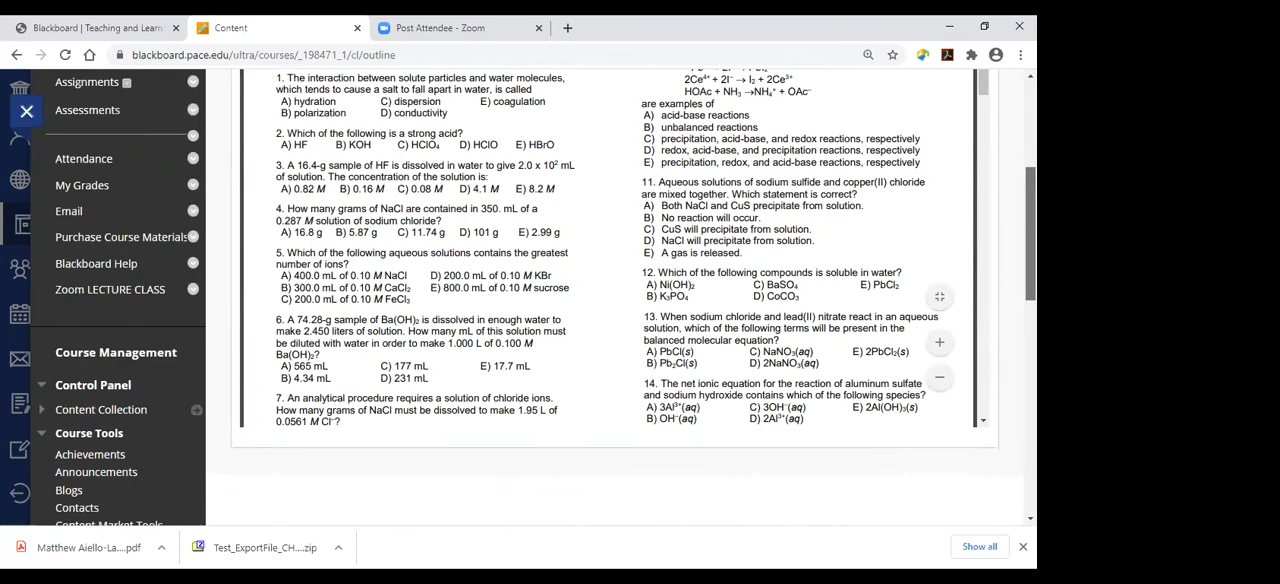 Blackboard | Teaching and Learn
Content
Post Attendee - Zoom
blackboard.pace.edu/ultra/courses/_198471_1/cl/outline
Assignments
Assessments
Attendance
My Grades
Email
Purchase Course Materials
Blackboard Help
Zoom LECTURE CLASS
Course Management
Control Panel
Content Collection
Course Tools
Achievements
Announcements
Blogs
Contacts
Content Market Tools
1. The interaction between solute particles and water molecules,
which tends to cause a salt to fall apart in water, is called
A) hydration C) dispersion E) coagulation
B) polarization D) conductivity
2. Which of the following is a strong acid?
A) HF B) KOH C) HClO₄ D) HClO E) HBrO
3. A 16.4-g sample of HF is dissolved in water to give 2.0 x 10² mL
of solution. The concentration of the solution is:
A) 0.82 M B) 0.16 M C) 0.08 M D) 4.1 M E) 8.2 M
4. How many grams of NaCl are contained in 350. mL of a
0.287 M solution of sodium chloride?
A) 16.8 g B) 5.87 g C) 11.74 g D) 101 g E) 2.99 g
5. Which of the following aqueous solutions contains the greatest
number of ions?
A) 400.0 mL of 0.10 M NaCl D) 200.0 mL of 0.10 M KBr
B) 300.0 mL of 0.10 M CaCl₂ E) 800.0 mL of 0.10 M sucrose
C) 200.0 mL of 0.10 M FeCl₃
6. A 74.28-g sample of Ba(OH)₂ is dissolved in enough water to
make 2.450 liters of solution. How many mL of this solution must
be diluted with water in order to make 1.000 L of 0.100 M
Ba(OH)₂?
A) 565 mL C) 177 mL E) 17.7 mL
B) 4.34 mL D) 231 mL
7. An analytical procedure requires a solution of chloride ions.
How many grams of NaCl must be dissolved to make 1.95 L of
0.0561 M Cl⁻?
2Ce⁴⁺ + 2I⁻ → I₂ + 2Ce³⁺
HOAc + NH₃ →NH₄⁺ + OAc⁻
are examples of
A) acid-base reactions
B) unbalanced reactions
C) precipitation, acid-base, and redox reactions, respectively
D) redox, acid-base, and precipitation reactions, respectively
E) precipitation, redox, and acid-base reactions, respectively
11. Aqueous solutions of sodium sulfide and copper(II) chloride
are mixed together. Which statement is correct?
A) Both NaCl and CuS precipitate from solution.
B) No reaction will occur.
C) CuS will precipitate from solution.
D) NaCl will precipitate from solution.
E) A gas is released.
12. Which of the following compounds is soluble in water?
A) Ni(OH)₂ C) BaSO₄ E) PbCl₂
B) K₃PO₄ D) CoCO₃
13. When sodium chloride and lead(II) nitrate react in an aqueous
solution, which of the following terms will be present in the
balanced molecular equation?
A) PbCl(s) C) NaNO₃(aq) E) 2PbCl₂(s)
B) Pb₂Cl(s) D) 2NaNO₃(aq)
14. The net ionic equation for the reaction of aluminum sulfate
and sodium hydroxide contains which of the following species?
A) 3Al³⁺(aq) C) 3OH⁻(aq) E) 2Al(OH)₃(s)
B) OH⁻(aq) D) 2Al³⁺(aq)
Matthew Aiello-La....pdf
Test_ExportFile_CH....zip
Show all